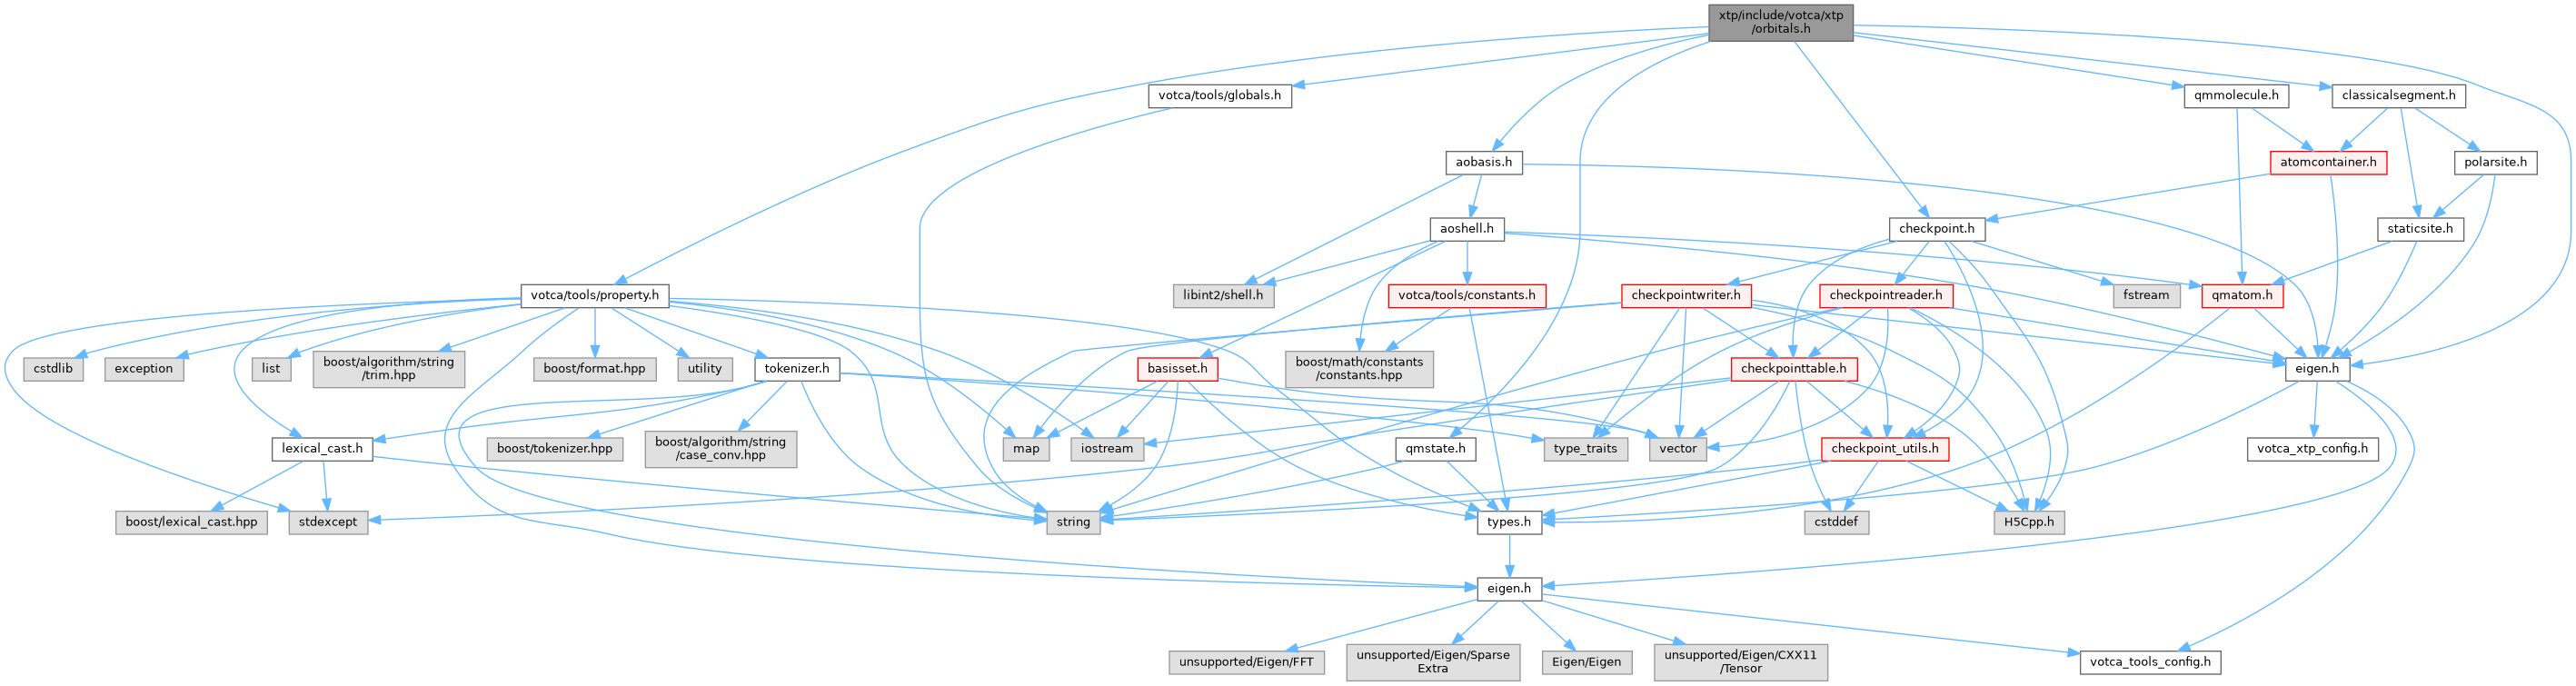 xtp/include/votca/xtp
/orbitals.h
votca/tools/globals.h
qmmolecule.h
classicalsegment.h
aobasis.h
atomcontainer.h
polarsite.h
aoshell.h
checkpoint.h
staticsite.h
votca/tools/property.h
libint2/shell.h
votca/tools/constants.h
checkpointwriter.h
checkpointreader.h
fstream
qmatom.h
cstdlib
exception
list
boost/algorithm/string
/trim.hpp
boost/format.hpp
utility
tokenizer.h
basisset.h
boost/math/constants
/constants.hpp
checkpointtable.h
eigen.h
lexical_cast.h
boost/tokenizer.hpp
boost/algorithm/string
/case_conv.hpp
type_traits
vector
map
iostream
qmstate.h
checkpoint_utils.h
votca_xtp_config.h
boost/lexical_cast.hpp
stdexcept
string
types.h
cstddef
H5Cpp.h
eigen.h
unsupported/Eigen/FFT
unsupported/Eigen/Sparse
Extra
Eigen/Eigen
unsupported/Eigen/CXX11
/Tensor
votca_tools_config.h